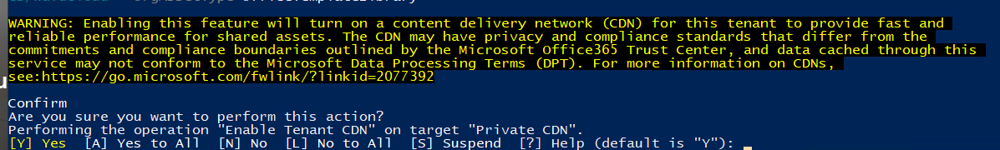 WARNING: Enabling this feature will turn on a content delivery network (CDN) for this tenant to provide fast and
reliable performance for shared assets. The CDN may have privacy and compliance standards that differ from the
commitments and compliance boundaries outlined by the Microsoft Office365 Trust Center, and data cached through this
service may not conform to the Microsoft Data Processing Terms (DPT). For more information on CDNs,
see:https://go.microsoft.com/fwlink/?linkid=2077392
Confirm
Are you sure you want to perform this action?
Performing the operation "Enable Tenant CDN" on target "Private CDN".
[Y] Yes  [A] Yes to All  [N] No  [L] No to All  [S] Suspend  [?] Help (default is "Y"):